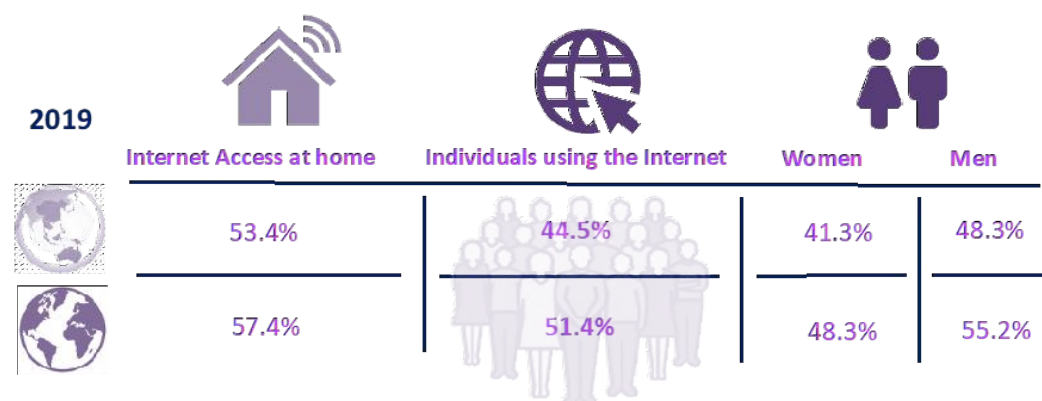 2019
Internet Access at home Individuals using the Internet Women Men
53.4% 44.5% 41.3% 48.3%
57.4% 51.4% 48.3% 55.2%